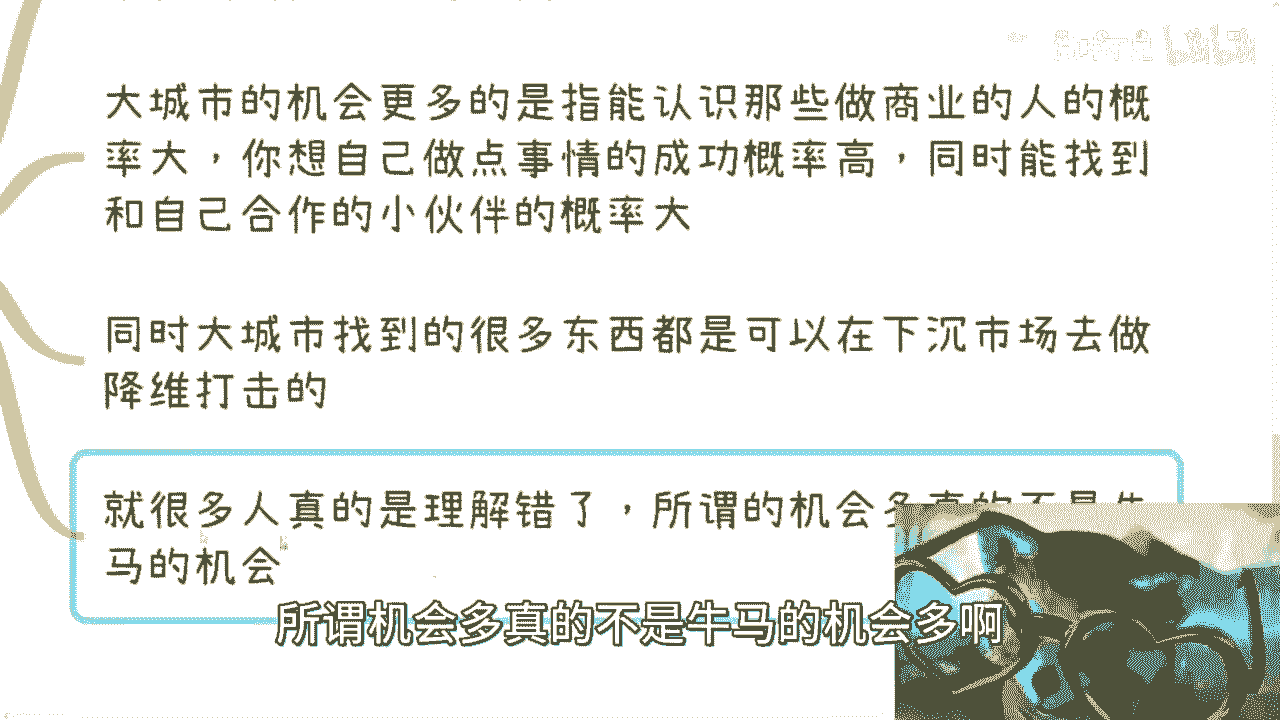 大城市的机会更多的是指能认识那些做商业的人的概
率大，你想自己做点事情的成功概率高，同时能找到
和自己合作的小伙伴的概率大
同时大城市找到的很多东西都是可以在下沉市场去做
降维打击的
就很多人真的是理解错了，所谓的机会多真的不是牛
马的机会
所谓机会多真的不是牛马的机会多啊